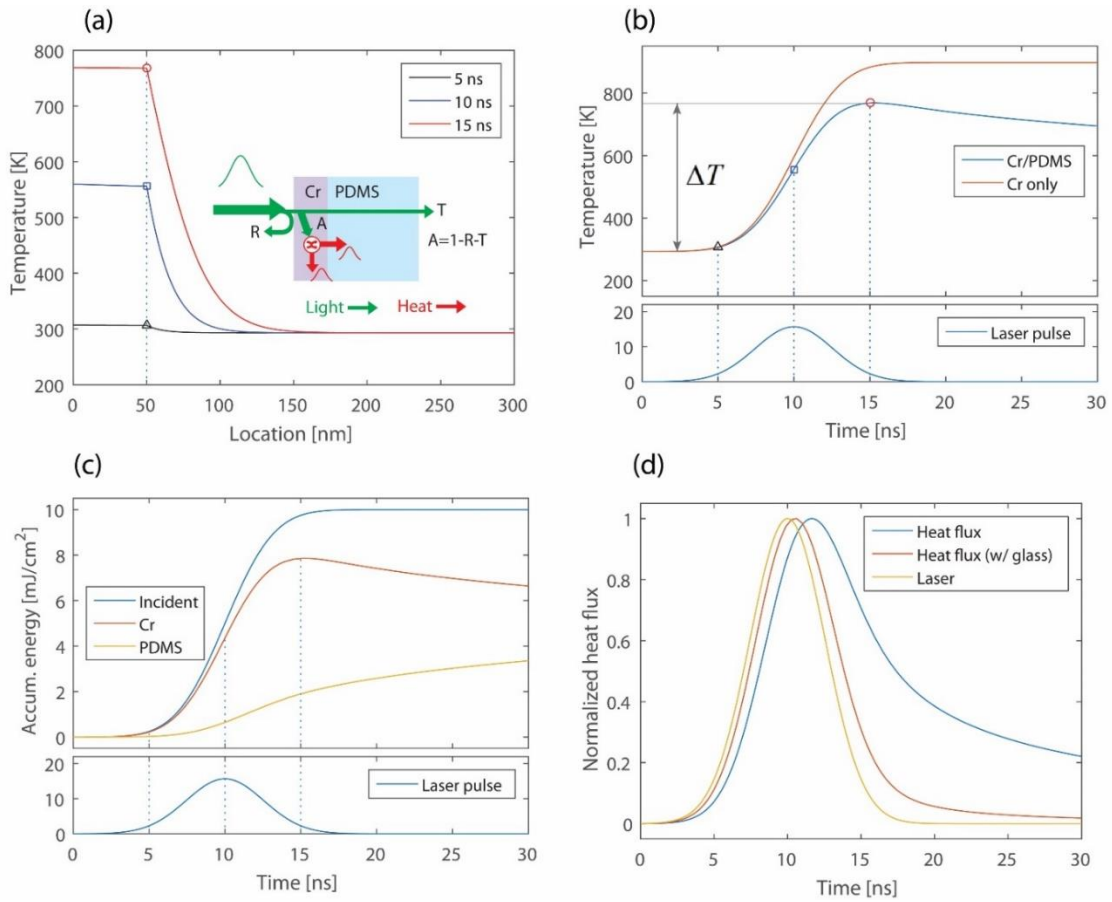 (a)
800
700
600
500
400
300
200
Temperature [K]
5 ns
10 ns
15 ns
Cr PDMS
T
R
A
A=1-R-T
Light
Heat
0 50 100 150 200 250 300
Location [nm]
(b)
800
600
400
200
Temperature [K]
ΔT
Cr/PDMS
Cr only
20
10
0
Laser pulse
0 5 10 15 20 25 30
Time [ns]
(c)
10
8
6
4
2
0
Accum. energy [mJ/cm²]
Incident
Cr
PDMS
20
10
0
Laser pulse
0 5 10 15 20 25 30
Time [ns]
(d)
1
0.8
0.6
0.4
0.2
0
Normalized heat flux
Heat flux
Heat flux (w/ glass)
Laser
0 5 10 15 20 25 30
Time [ns]